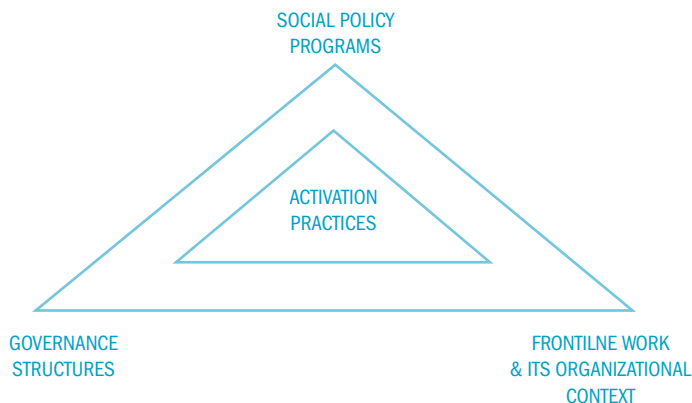 SOCIAL POLICY
PROGRAMS
ACTIVATION
PRACTICES
GOVERNANCE
STRUCTURES
FRONTILNE WORK
& ITS ORGANIZATIONAL
CONTEXT